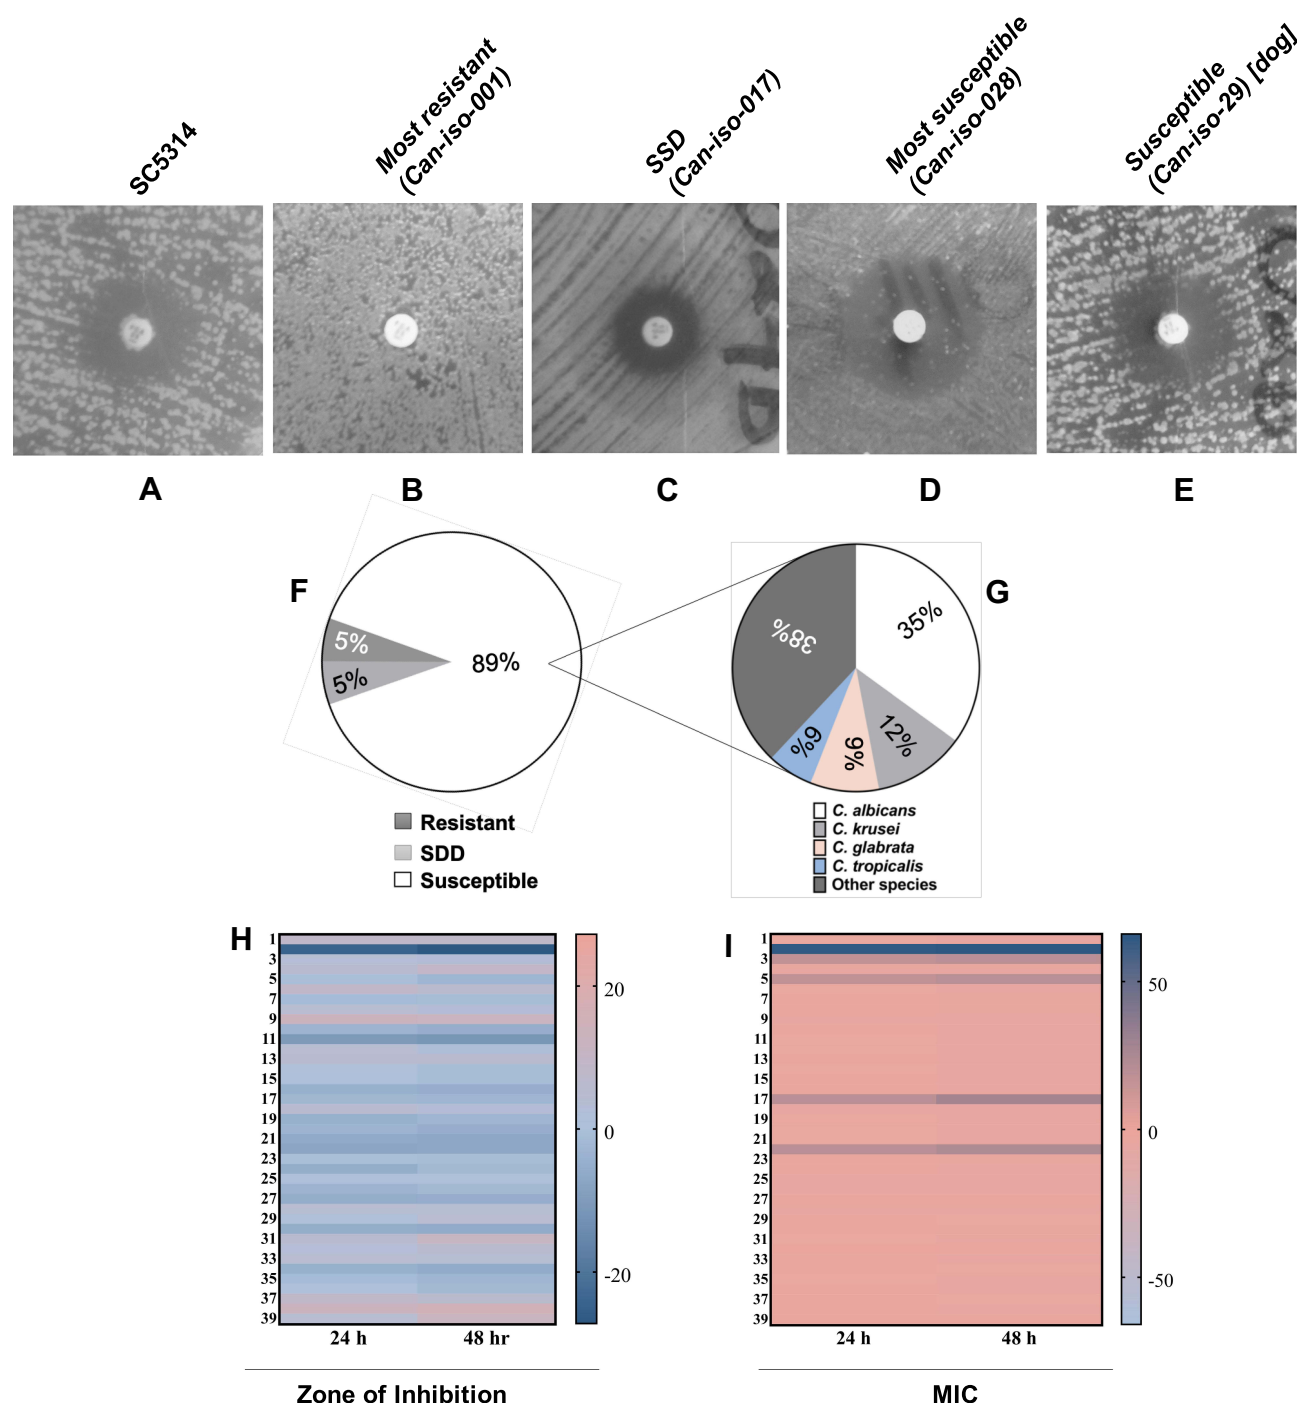 SC5314
Most resistant
(Can-iso-001)
SSD
(Can-iso-017)
Most susceptible
(Can-iso-028)
Susceptible
(Can-iso-29) [dog]
A
B
C
D
E
F
5%
5%
89%
Resistant
SDD
Susceptible
G
35%
38%
12%
9%
6%
C. albicans
C. krusei
C. glabrata
C. tropicalis
Other species
H
1
3
5
7
9
11
13
15
17
19
21
23
25
27
29
31
33
35
37
39
20
0
-20
24 h 48 hr
Zone of Inhibition
I
1
3
5
7
9
11
13
15
17
19
21
23
25
27
29
31
33
35
37
39
50
0
-50
24 h 48 h
MIC